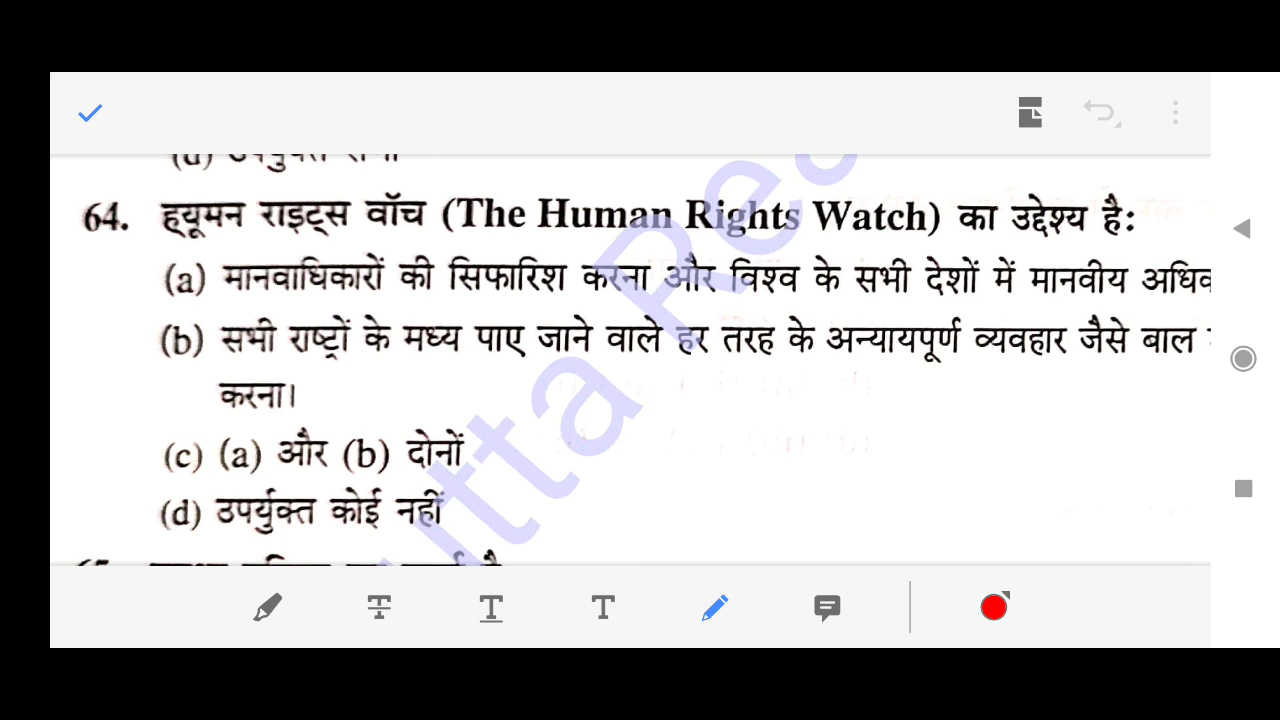 64. ह्यूमन राइट्स वॉच (The Human Rights Watch) का उद्देश्य है:
(a) मानवाधिकारों की सिफारिश करना और विश्व के सभी देशों में मानवीय
(b) सभी राष्ट्रों के मध्य पाए जाने वाले हर तरह के अन्यायपूर्ण व्यवहार जैसे बाल
करना।
(c) (a) और (b) दोनों
(d) उपर्युक्त कोई नहीं